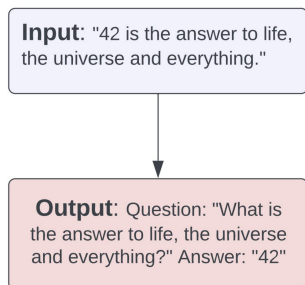 Input: "42 is the answer to life,
the universe and everything."
Output: Question: "What is
the answer to life, the universe
and everything?" Answer: "42"